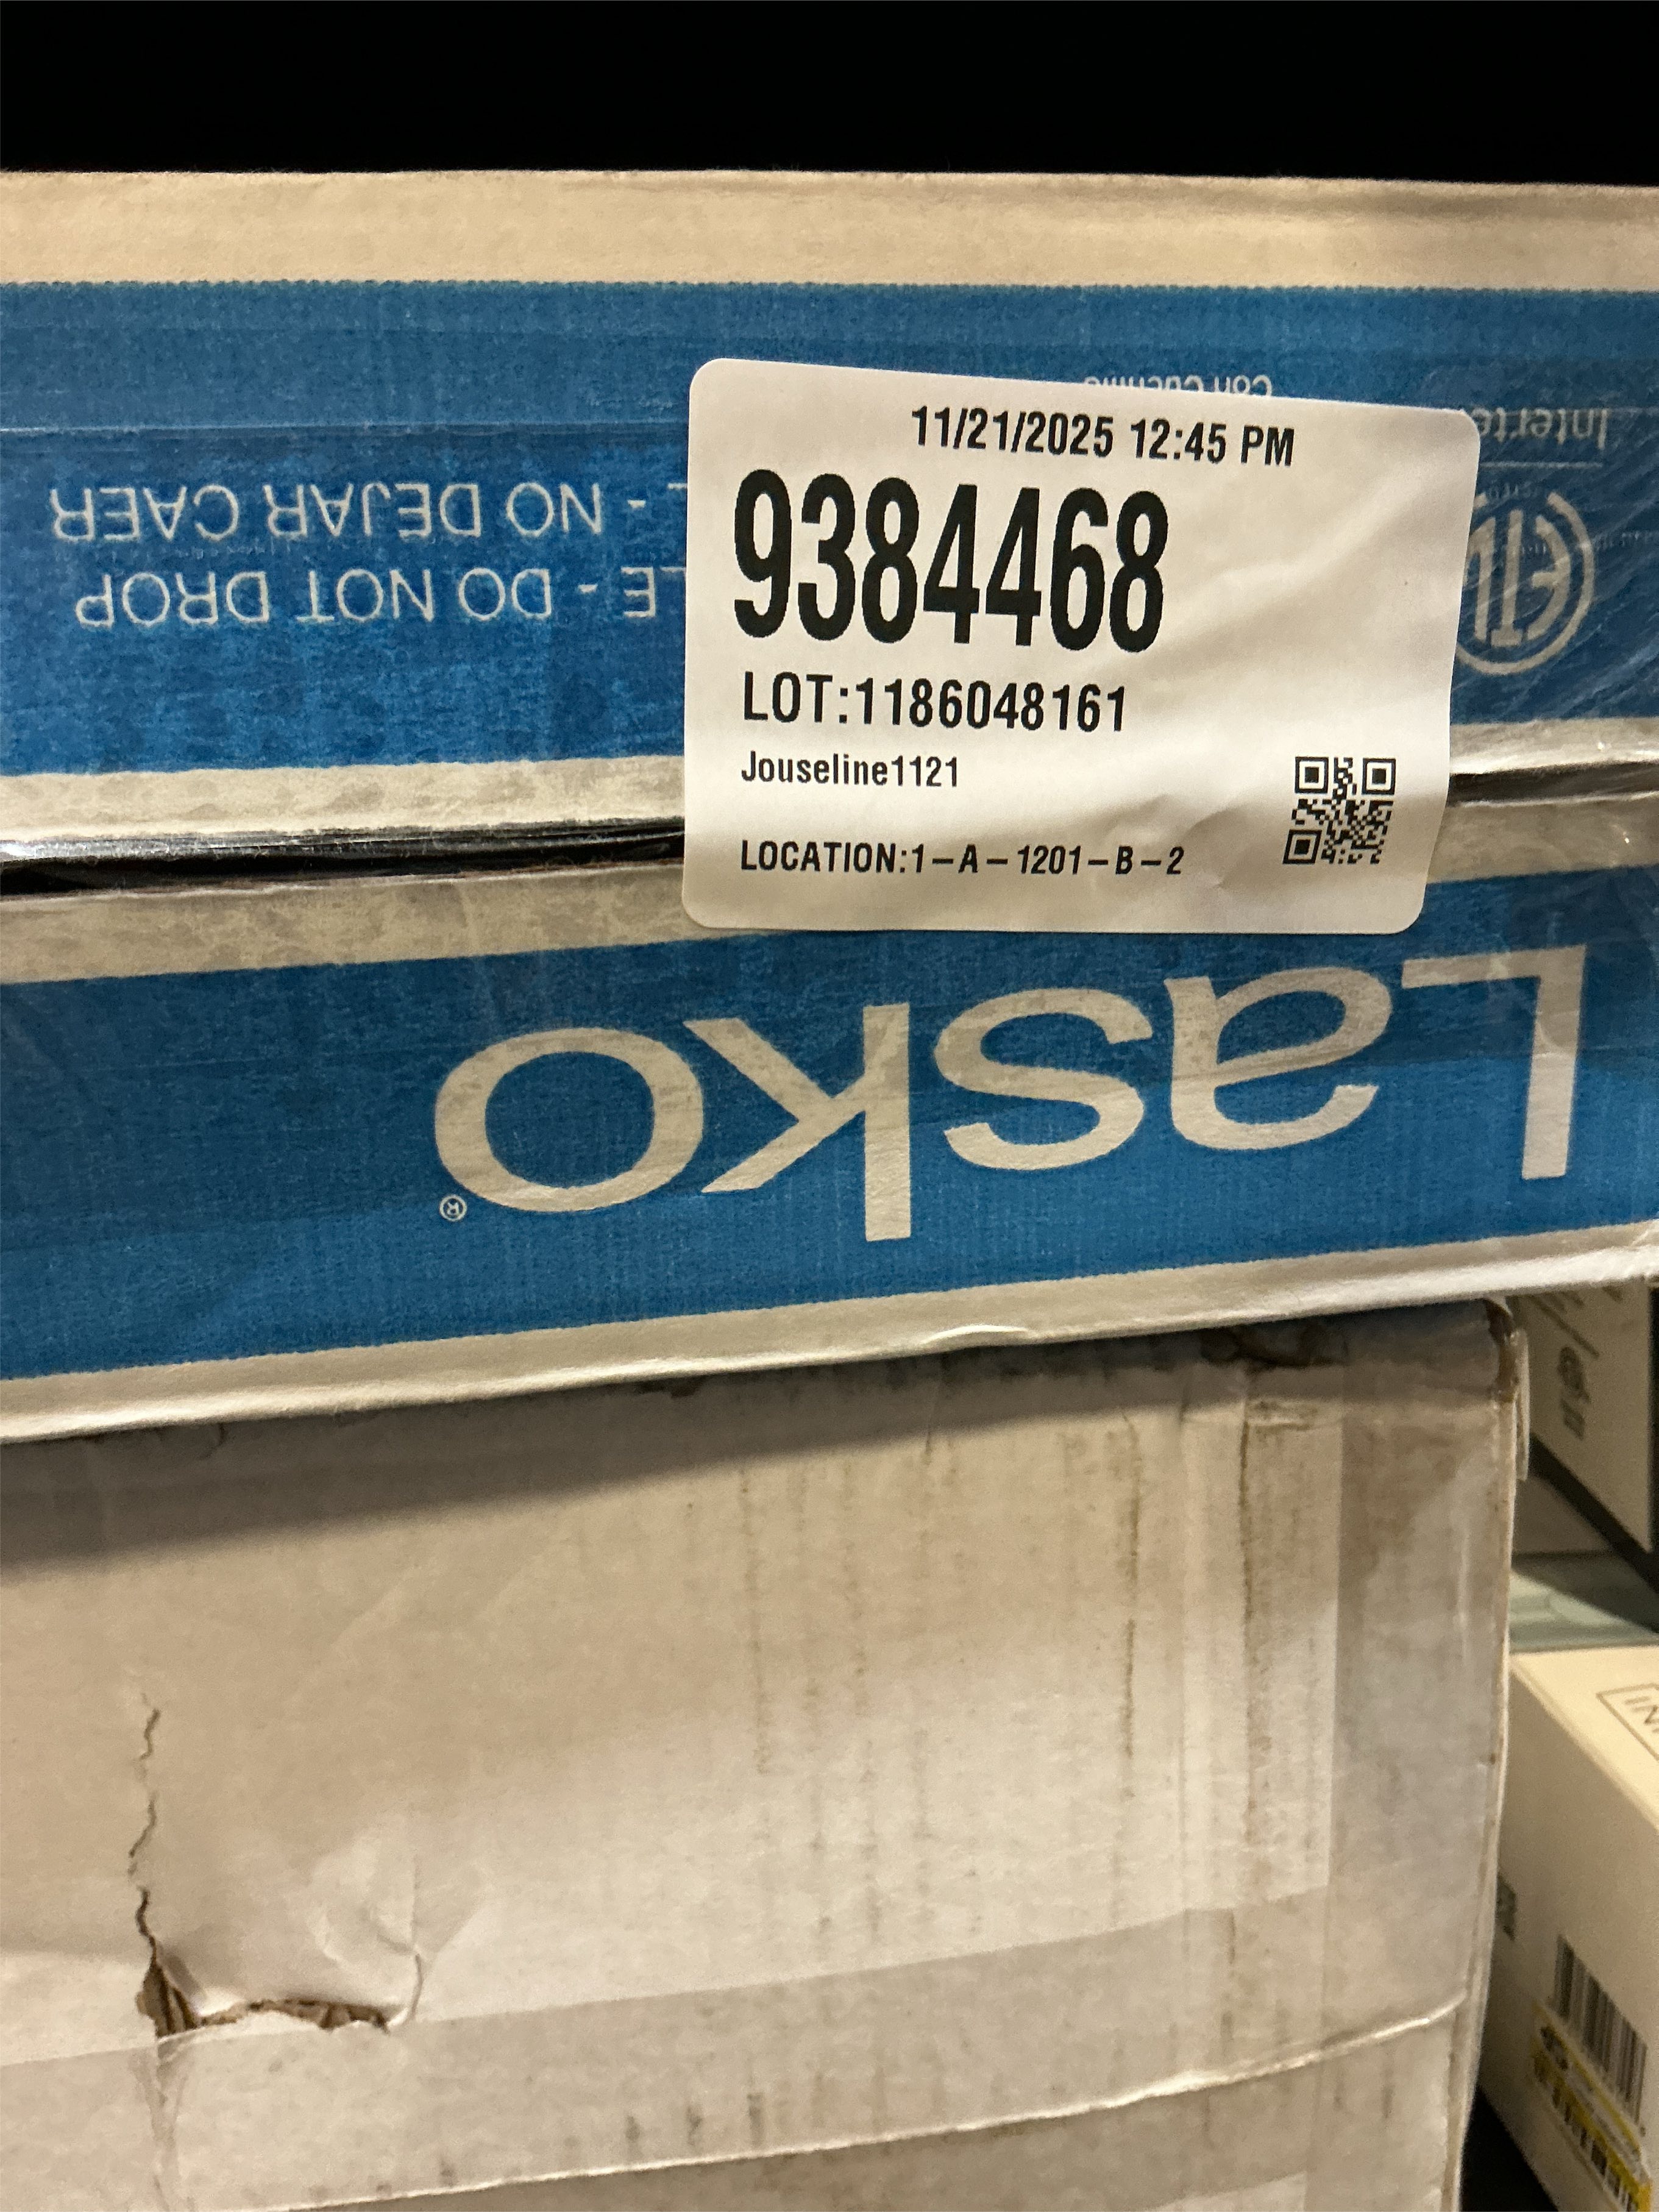 11/21/2025 12:45 PM
9384468
LOT:1186048161
Jouseline1121
LOCATION:1-A-1201-B-2
Con
LE - DO NOT DROP
- NO DEJAR CAER
Lasko®